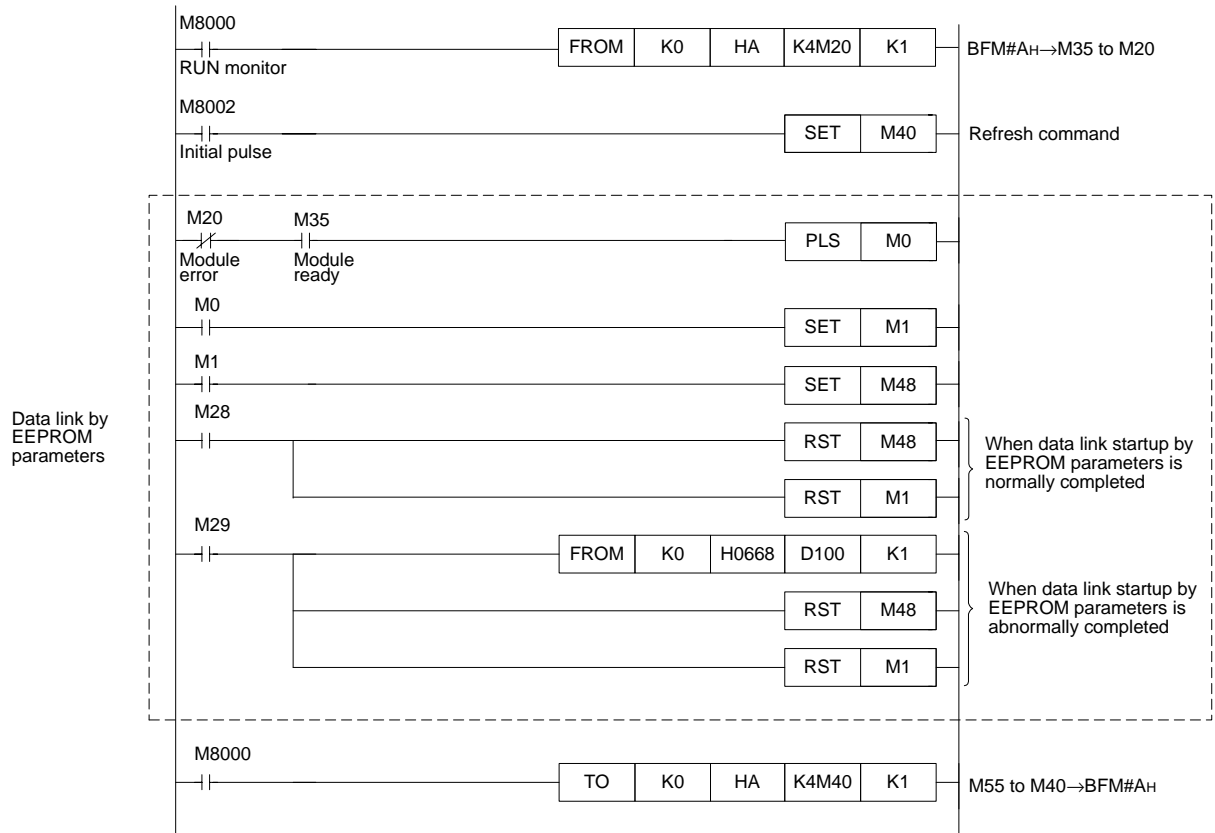 M8000
RUN monitor
FROM K0 HA K4M20 K1
BFM#AH→M35 to M20
M8002
Initial pulse
SET M40
Refresh command
M20
Module
error
M35
Module
ready
PLS M0
M0
SET M1
M1
SET M48
Data link by
EEPROM
parameters
M28
RST M48
RST M1
When data link startup by
EEPROM parameters is
normally completed
M29
FROM K0 H0668 D100 K1
RST M48
RST M1
When data link startup by
EEPROM parameters is
abnormally completed
M8000
TO K0 HA K4M40 K1
M55 to M40→BFM#AH